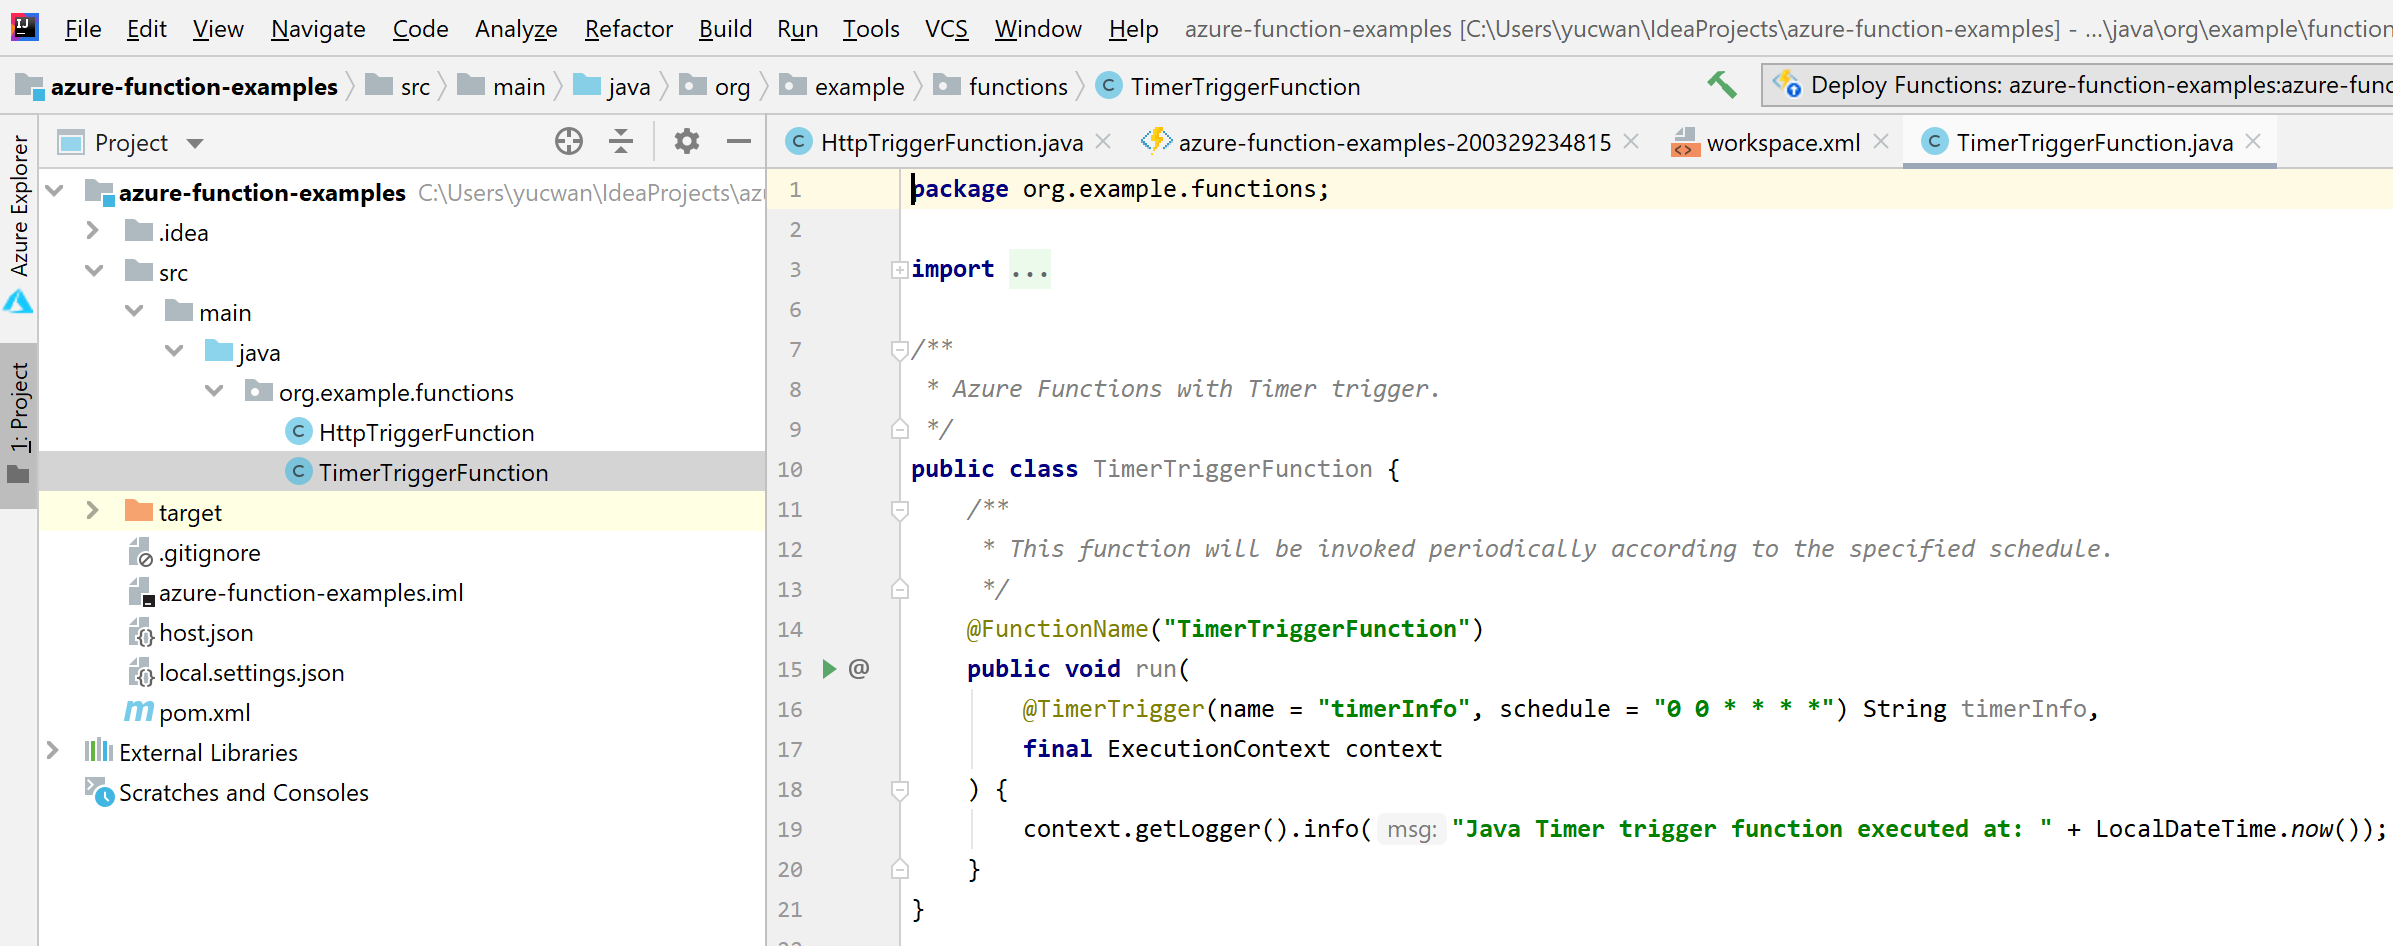 File Edit View Navigate Code Analyze Refactor Build Run Tools VCS Window Help azure-function-examples [C:\Users\yucwan\IdeaProjects\azure-function-examples] - ...\java\org\example\function
azure-function-examples src main java org example functions TimerTriggerFunction Deploy Functions: azure-function-examples:azure-func
Azure Explorer
1: Project
Project
azure-function-examples C:\Users\yucwan\IdeaProjects\az
.idea
src
main
java
org.example.functions
HttpTriggerFunction
TimerTriggerFunction
target
.gitignore
azure-function-examples.iml
host.json
local.settings.json
pom.xml
External Libraries
Scratches and Consoles
HttpTriggerFunction.java azure-function-examples-200329234815 workspace.xml TimerTriggerFunction.java
1 package org.example.functions;
2
3 import ...
6
7 /**
8 * Azure Functions with Timer trigger.
9 */
10 public class TimerTriggerFunction {
11 /**
12 * This function will be invoked periodically according to the specified schedule.
13 */
14 @FunctionName("TimerTriggerFunction")
15 @ public void run(
16 @TimerTrigger(name = "timerInfo", schedule = "0 0 * * * *") String timerInfo,
17 final ExecutionContext context
18 ) {
19 context.getLogger().info( msg: "Java Timer trigger function executed at: " + LocalDateTime.now());
20 }
21 }